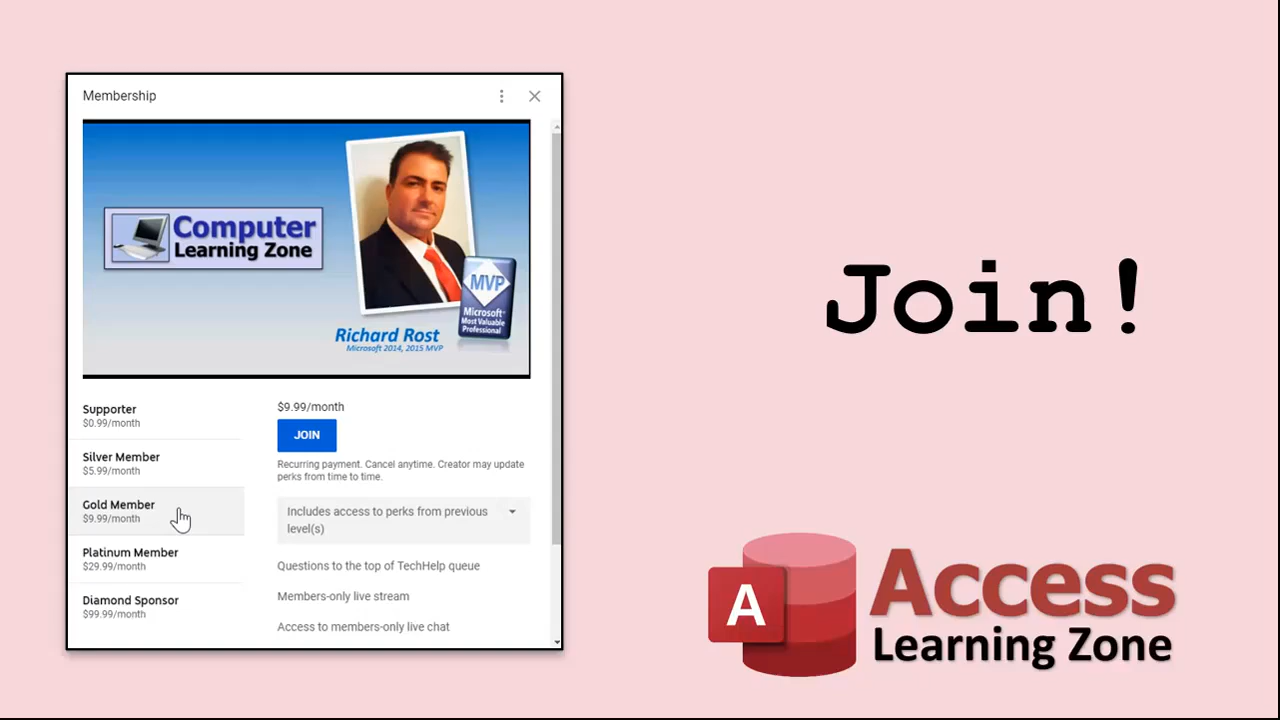 Membership
Computer
Learning Zone
MVP
Microsoft®
Most Valuable
Professional
Richard Rost
Microsoft 2014, 2015 MVP
Supporter
$0.99/month
Silver Member
$5.99/month
Gold Member
$9.99/month
Platinum Member
$29.99/month
Diamond Sponsor
$99.99/month
$9.99/month
JOIN
Recurring payment. Cancel anytime. Creator may update
perks from time to time.
Includes access to perks from previous
level(s)
Questions to the top of TechHelp queue
Members-only live stream
Access to members-only live chat
Join!
A
Access
Learning Zone